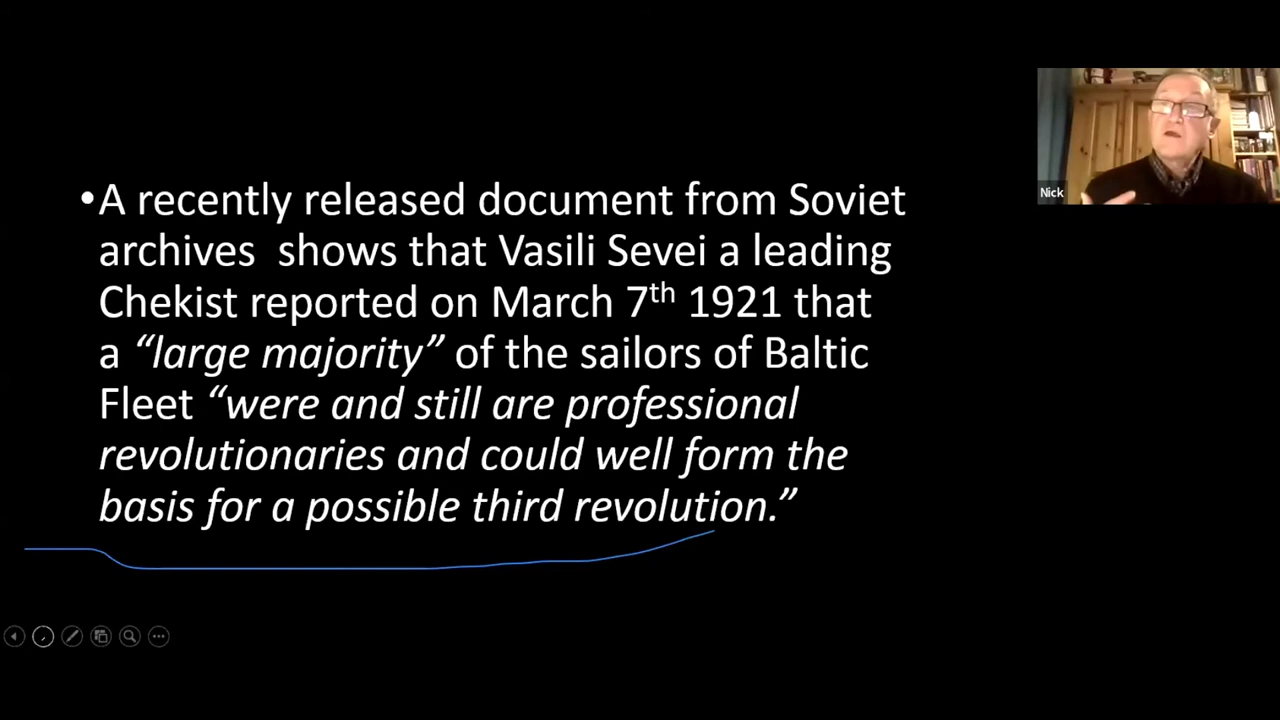 •A recently released document from Soviet
archives shows that Vasili Sevei a leading
Chekist reported on March 7th 1921 that
a “large majority” of the sailors of Baltic
Fleet “were and still are professional
revolutionaries and could well form the
basis for a possible third revolution.”
Nick